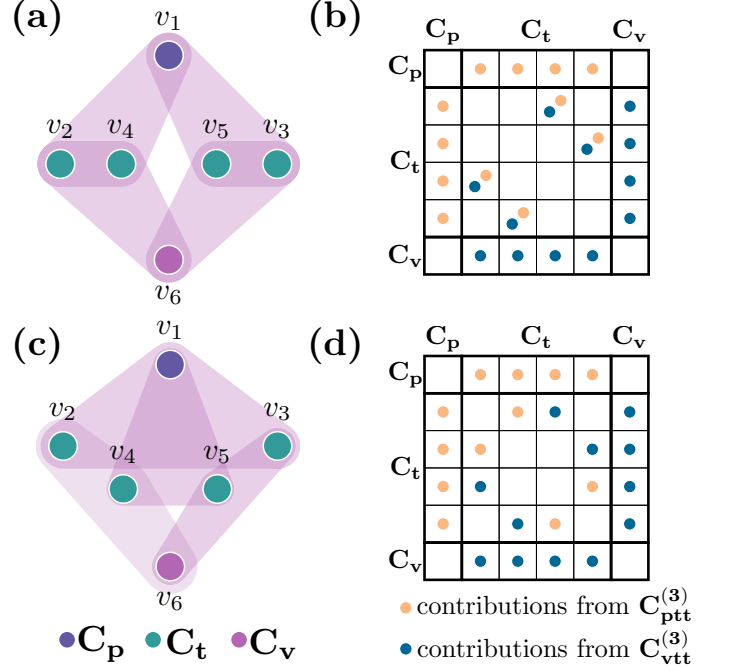 (a)
v1
v2 v4 v5 v3
v6
(b)
Cp Ct Cv
Cp
Ct
Cv
(c)
v1
v2 v3
v4 v5
v6
Cp Ct Cv
(d)
Cp Ct Cv
Cp
Ct
Cv
contributions from C(3)ptt
contributions from C(3)vtt